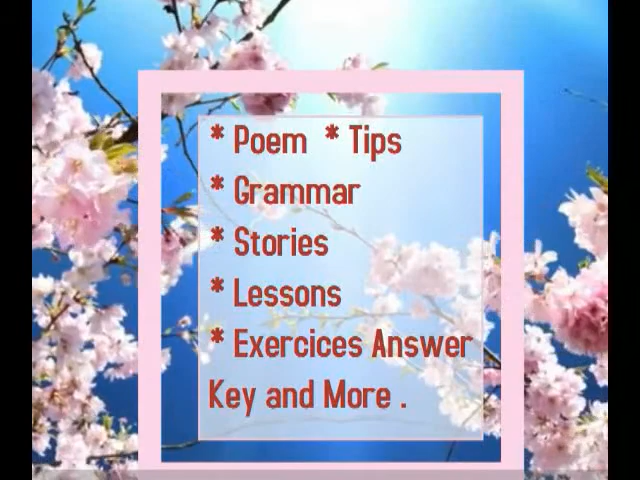 * Poem * Tips
* Grammar
* Stories
* Lessons
* Exercices Answer
Key and More .